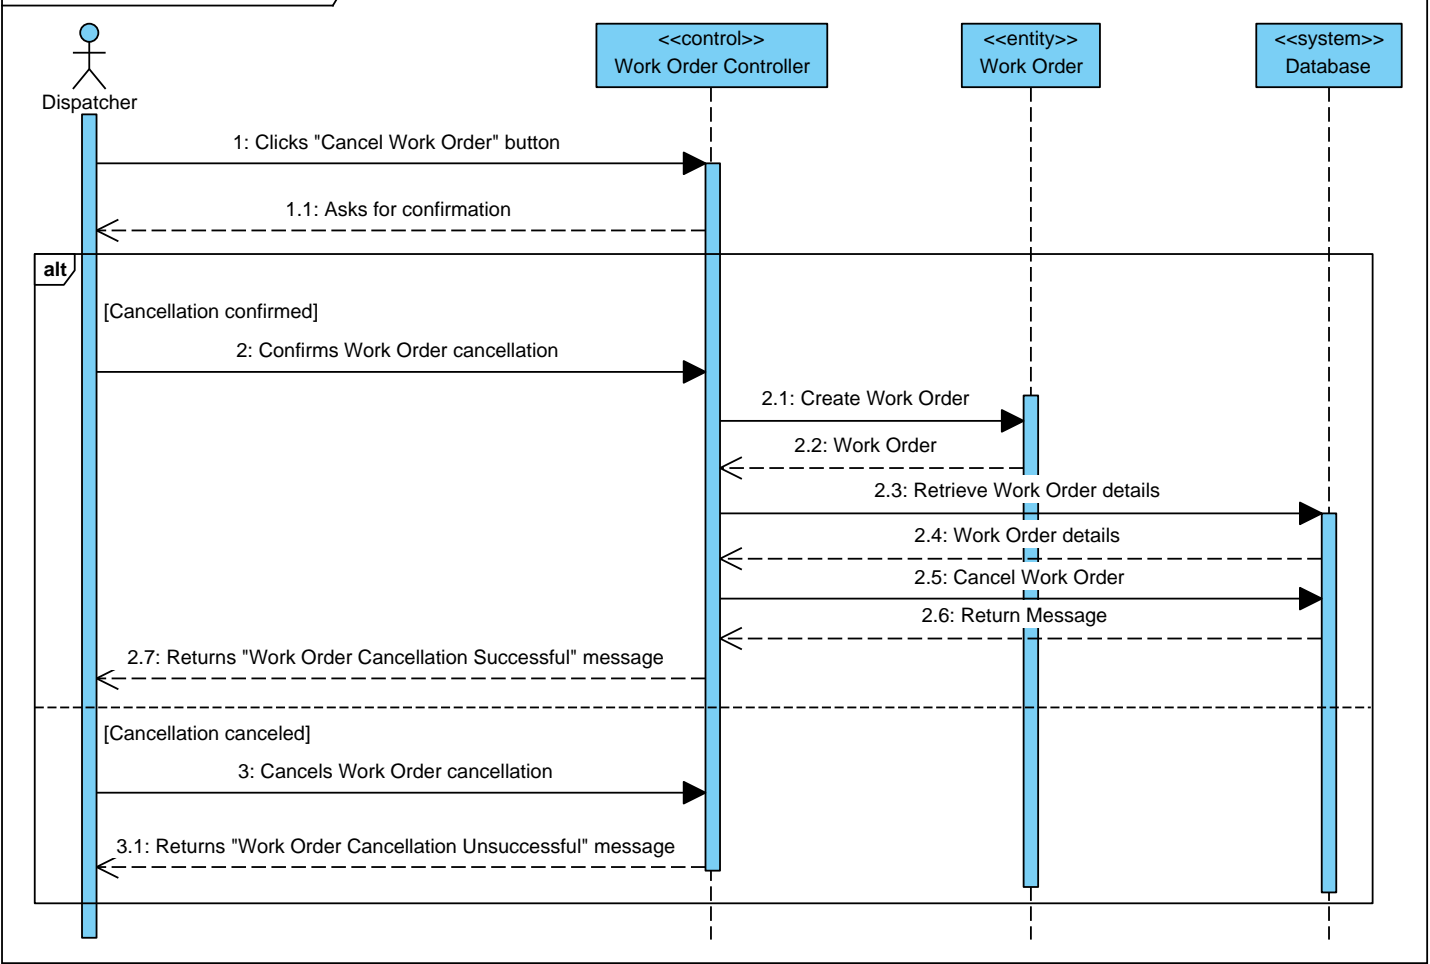 Dispatcher
<<control>>
Work Order Controller
<<entity>>
Work Order
<<system>>
Database
1: Clicks "Cancel Work Order" button
1.1: Asks for confirmation
alt
[Cancellation confirmed]
2: Confirms Work Order cancellation
2.1: Create Work Order
2.2: Work Order
2.3: Retrieve Work Order details
2.4: Work Order details
2.5: Cancel Work Order
2.6: Return Message
2.7: Returns "Work Order Cancellation Successful" message
[Cancellation canceled]
3: Cancels Work Order cancellation
3.1: Returns "Work Order Cancellation Unsuccessful" message